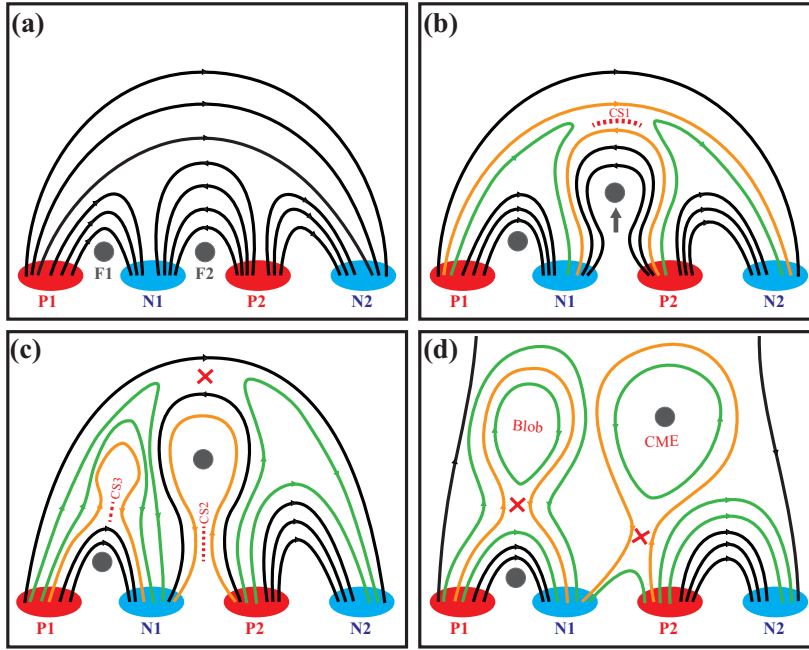 (a)
F1 F2
P1 N1 P2 N2
(b)
CS1
P1 N1 P2 N2
(c)
CS3
CS2
P1 N1 P2 N2
(d)
Blob
CME
P1 N1 P2 N2